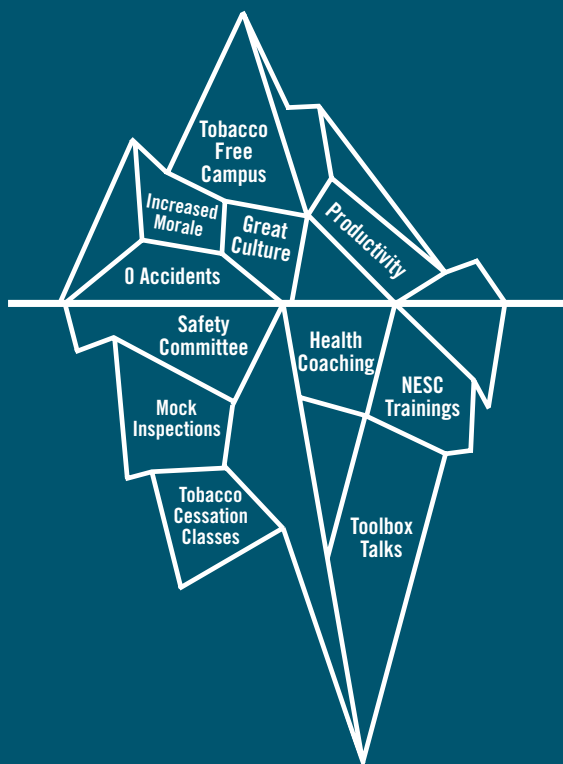 Tobacco
Free
Campus
Increased
Morale
Great
Culture
Productivity
0 Accidents
Safety
Committee
Health
Coaching
NESC
Trainings
Mock
Inspections
Tobacco
Cessation
Classes
Toolbox
Talks